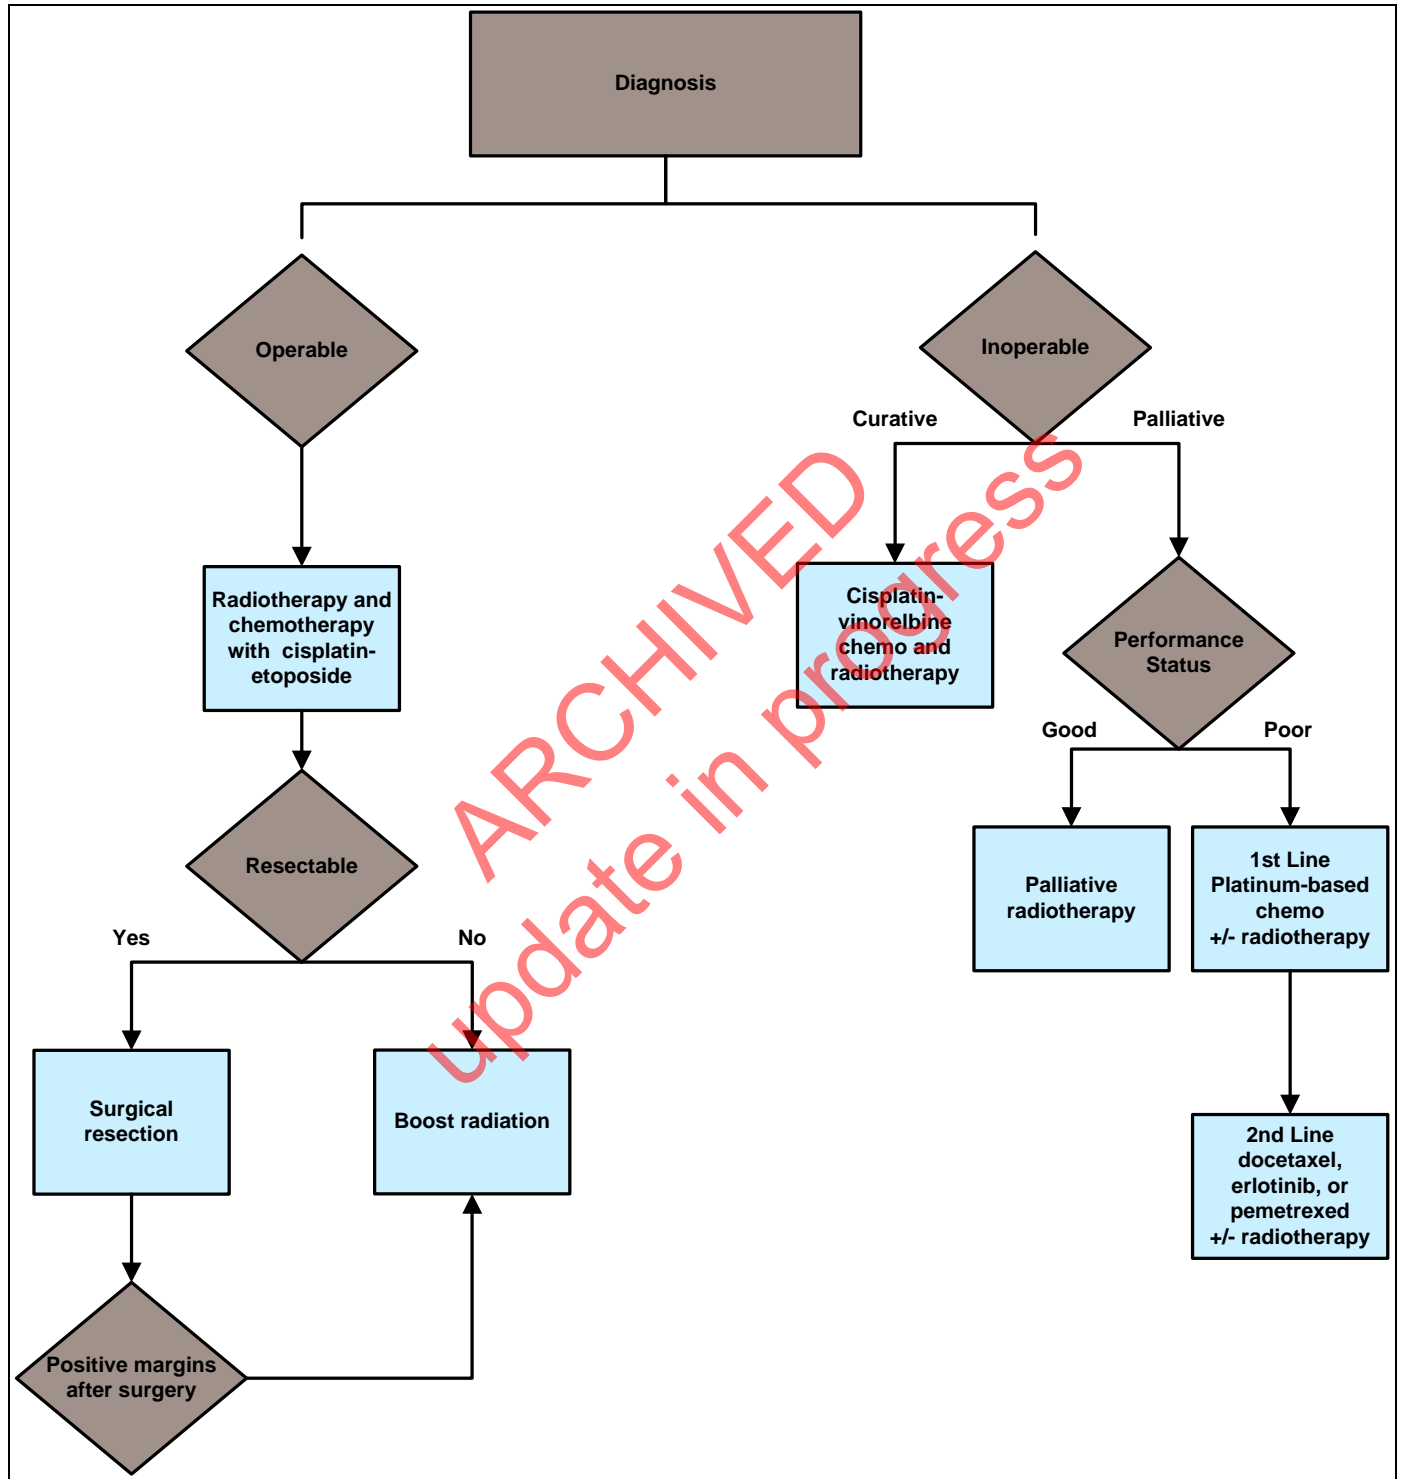 Diagnosis
Operable
Inoperable
Curative
Palliative
Radiotherapy and
chemotherapy
with cisplatin-
etoposide
Cisplatin-
vinorelbine
chemo and
radiotherapy
Performance
Status
Good
Poor
Resectable
Palliative
radiotherapy
1st Line
Platinum-based
chemo
+/- radiotherapy
Yes
No
Surgical
resection
Boost radiation
2nd Line
docetaxel,
erlotinib, or
pemetrexed
+/- radiotherapy
Positive margins
after surgery
ARCHIVED
update in progress